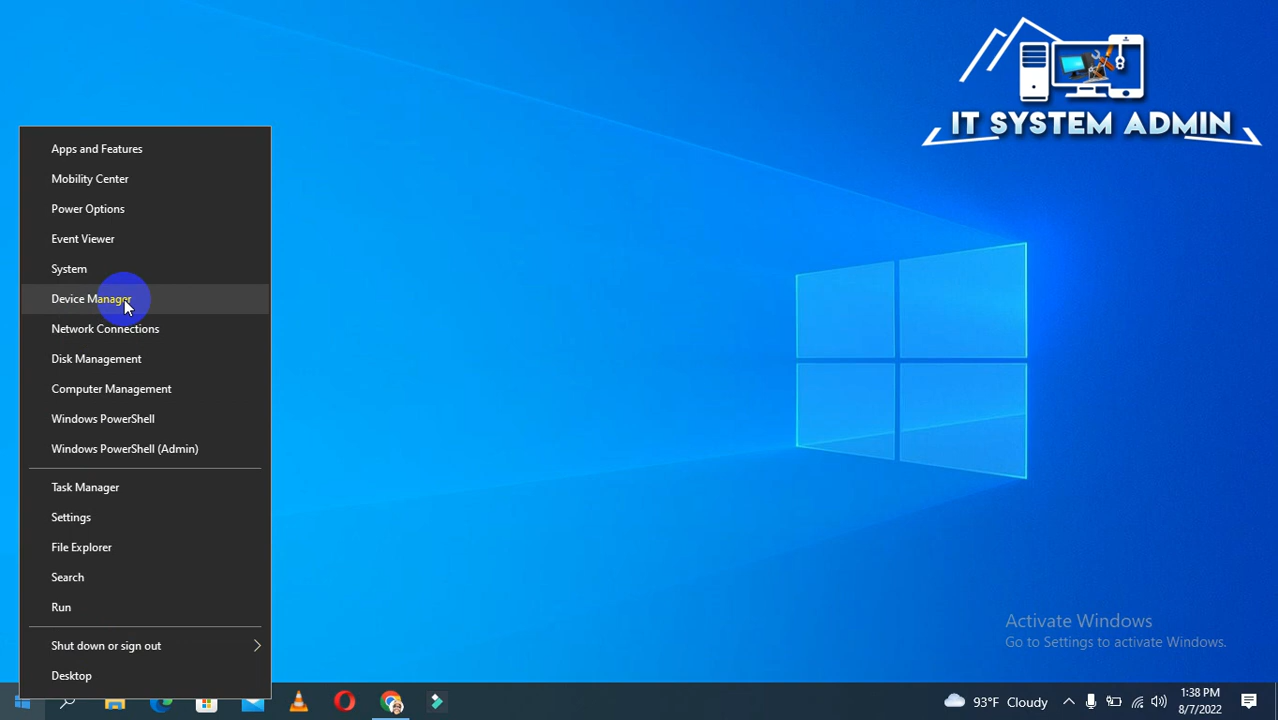 IT SYSTEM ADMIN
Apps and Features
Mobility Center
Power Options
Event Viewer
System
Device Manager
Network Connections
Disk Management
Computer Management
Windows PowerShell
Windows PowerShell (Admin)
Task Manager
Settings
File Explorer
Search
Run
Shut down or sign out
Desktop
Activate Windows
Go to Settings to activate Windows.
93°F Cloudy
1:38 PM
8/7/2022